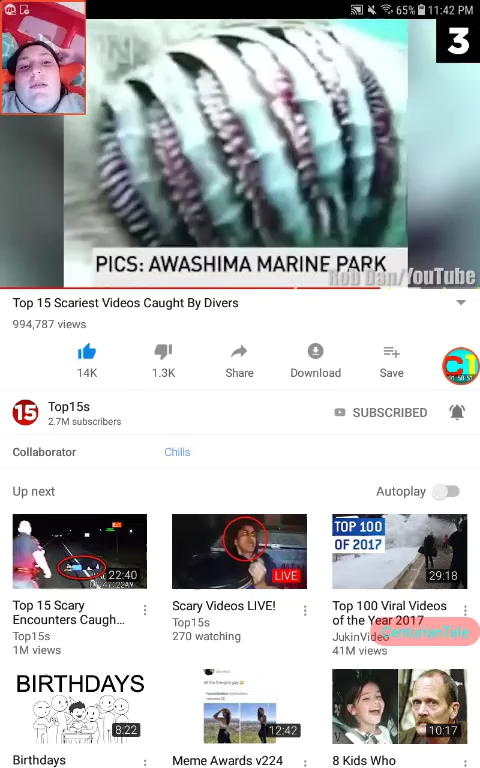 65% 11:42 PM
3
PICS: AWASHIMA MARINE PARK
Rob Dan/YouTube
Top 15 Scariest Videos Caught By Divers
994,787 views
14K
1.3K
Share
Download
Save
C1
15
Top15s
2.7M subscribers
SUBSCRIBED
Collaborator
Chills
Up next
Autoplay
22:40
LIVE
TOP 100
OF 2017
29:18
Top 15 Scary
Encounters Caugh...
Top15s
1M views
Scary Videos LIVE!
Top15s
270 watching
Top 100 Viral Videos
of the Year 2017
JukinVideo
41M views
CenturianTale
BIRTHDAYS
8:22
12:42
10:17
Birthdays
Meme Awards v224
8 Kids Who